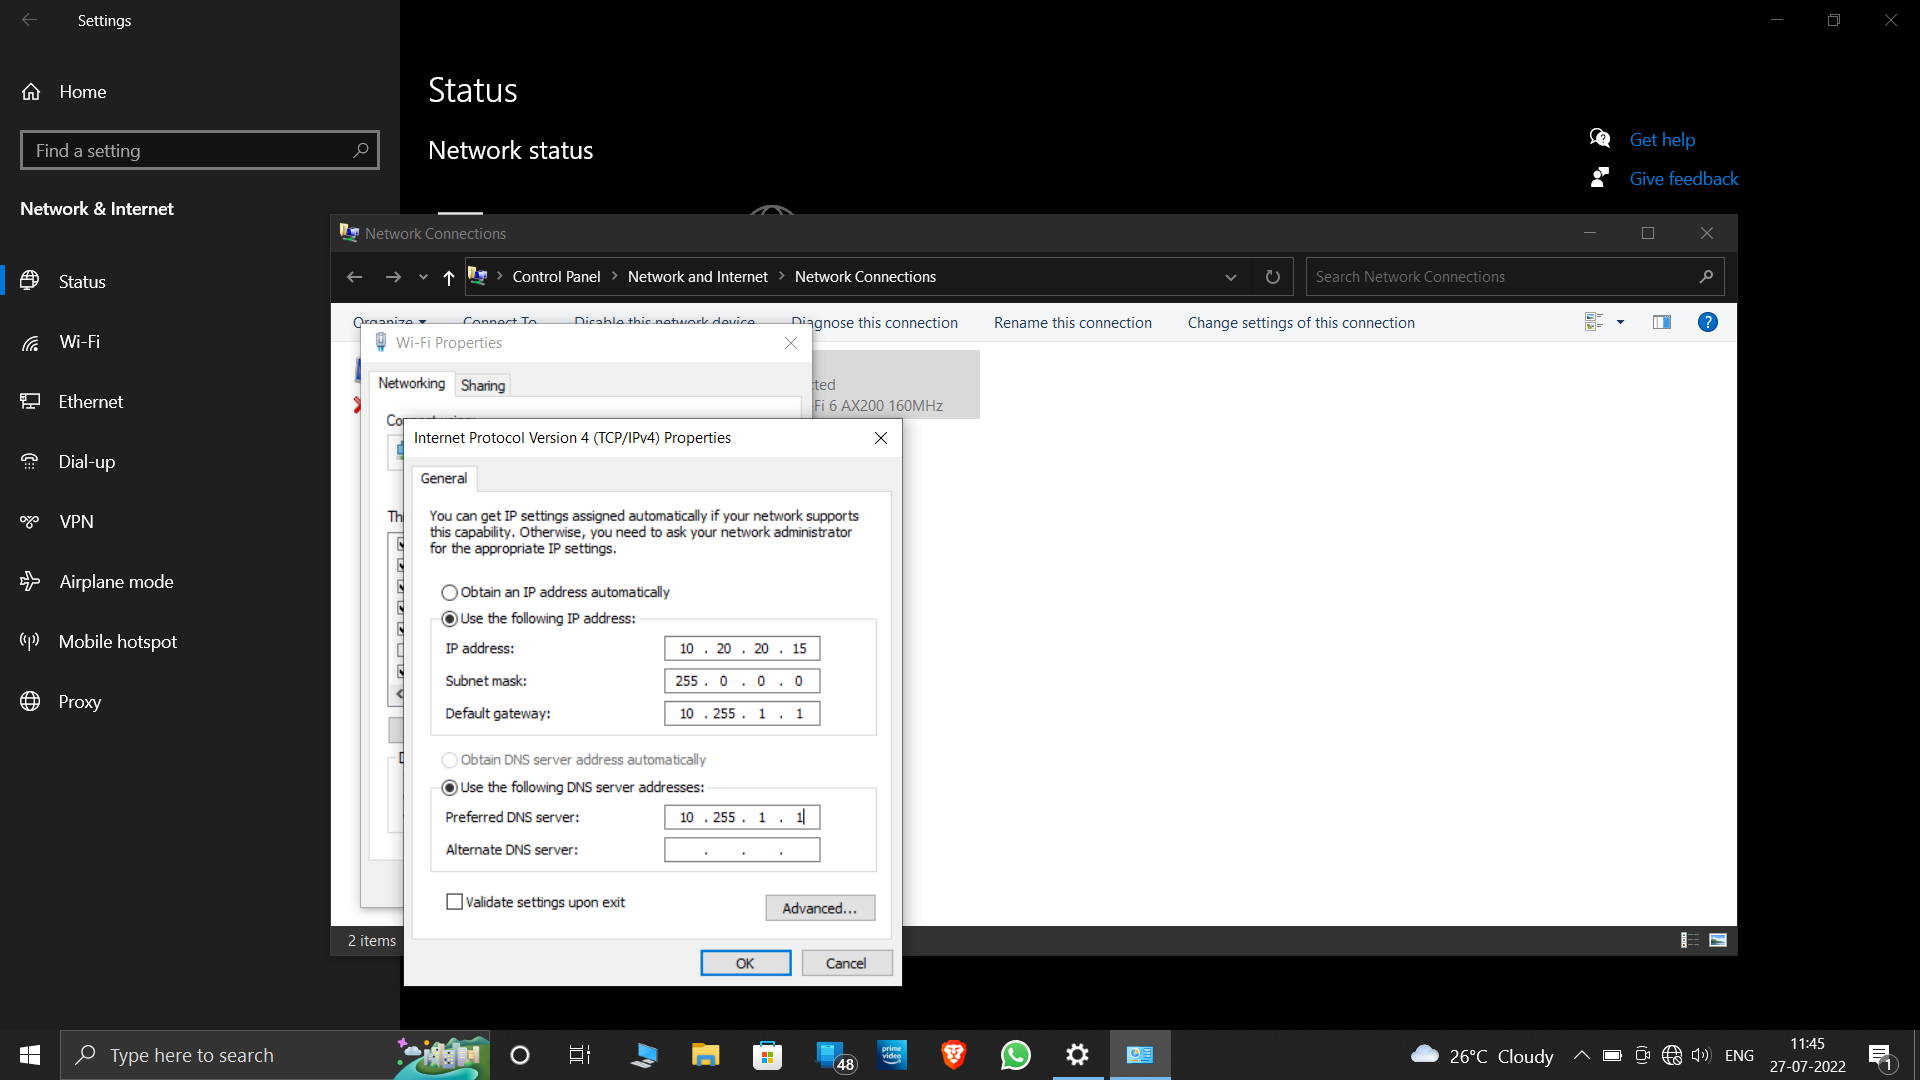 Settings
Home
Find a setting
Network & Internet
Status
Wi-Fi
Ethernet
Dial-up
VPN
Airplane mode
Mobile hotspot
Proxy
Status
Network status
Get help
Give feedback
Network Connections
Control Panel > Network and Internet > Network Connections
Search Network Connections
Organize Connect To Disable this network device Diagnose this connection Rename this connection Change settings of this connection
Wi-Fi Properties
Networking Sharing
Fi 6 AX200 160MHz
Internet Protocol Version 4 (TCP/IPv4) Properties
General
You can get IP settings assigned automatically if your network supports
this capability. Otherwise, you need to ask your network administrator
for the appropriate IP settings.
Obtain an IP address automatically
Use the following IP address:
IP address: 10 . 20 . 20 . 15
Subnet mask: 255 . 0 . 0 . 0
Default gateway: 10 . 255 . 1 . 1
Obtain DNS server address automatically
Use the following DNS server addresses:
Preferred DNS server: 10 . 255 . 1 . 1
Alternate DNS server: . . .
Validate settings upon exit
Advanced...
OK Cancel
2 items
Type here to search
48
prime video
26°C Cloudy
ENG
11:45
27-07-2022
1